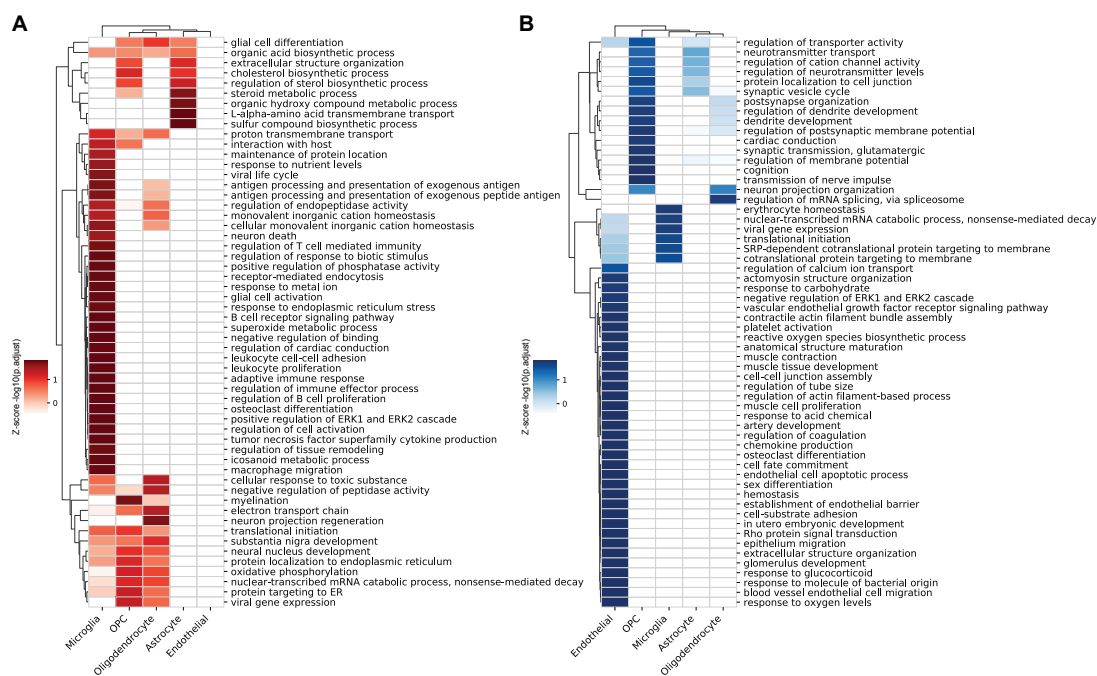 A
glial cell differentiation
organic acid biosynthetic process
extracellular structure organization
cholesterol biosynthetic process
regulation of sterol biosynthetic process
steroid metabolic process
organic hydroxy compound metabolic process
L-alpha-amino acid transmembrane transport
sulfur compound biosynthetic process
proton transmembrane transport
interaction with host
maintenance of protein location
response to nutrient levels
viral life cycle
antigen processing and presentation of exogenous antigen
antigen processing and presentation of exogenous peptide antigen
regulation of endopeptidase activity
monovalent inorganic cation homeostasis
cellular monovalent inorganic cation homeostasis
neuron death
regulation of T cell mediated immunity
regulation of response to biotic stimulus
positive regulation of phosphatase activity
receptor-mediated endocytosis
response to metal ion
glial cell activation
response to endoplasmic reticulum stress
B cell receptor signaling pathway
superoxide metabolic process
negative regulation of binding
regulation of cardiac conduction
leukocyte cell-cell adhesion
leukocyte proliferation
adaptive immune response
regulation of immune effector process
regulation of B cell proliferation
osteoclast differentiation
positive regulation of ERK1 and ERK2 cascade
regulation of cell activation
tumor necrosis factor superfamily cytokine production
regulation of tissue remodeling
icosanoid metabolic process
macrophage migration
cellular response to toxic substance
negative regulation of peptidase activity
myelination
electron transport chain
neuron projection regeneration
translational initiation
substantia nigra development
neural nucleus development
protein localization to endoplasmic reticulum
oxidative phosphorylation
nuclear-transcribed mRNA catabolic process, nonsense-mediated decay
protein targeting to ER
viral gene expression
Z-score -log10(p.adjust)
1
0
Microglia
OPC
Oligodendrocyte
Astrocyte
Endothelial
B
regulation of transporter activity
neurotransmitter transport
regulation of cation channel activity
regulation of neurotransmitter levels
protein localization to cell junction
synaptic vesicle cycle
postsynapse organization
regulation of dendrite development
dendrite development
regulation of postsynaptic membrane potential
cardiac conduction
synaptic transmission, glutamatergic
regulation of membrane potential
cognition
transmission of nerve impulse
neuron projection organization
regulation of mRNA splicing, via spliceosome
erythrocyte homeostasis
nuclear-transcribed mRNA catabolic process, nonsense-mediated decay
viral gene expression
translational initiation
SRP-dependent cotranslational protein targeting to membrane
cotranslational protein targeting to membrane
regulation of calcium ion transport
actomyosin structure organization
response to carbohydrate
negative regulation of ERK1 and ERK2 cascade
vascular endothelial growth factor receptor signaling pathway
contractile actin filament bundle assembly
platelet activation
reactive oxygen species biosynthetic process
anatomical structure maturation
muscle contraction
muscle tissue development
cell-cell junction assembly
regulation of tube size
regulation of actin filament-based process
muscle cell proliferation
response to acid chemical
artery development
regulation of coagulation
chemokine production
osteoclast differentiation
cell fate commitment
endothelial cell apoptotic process
sex differentiation
hemostasis
establishment of endothelial barrier
cell-substrate adhesion
in utero embryonic development
Rho protein signal transduction
epithelium migration
extracellular structure organization
glomerulus development
response to glucocorticoid
response to molecule of bacterial origin
blood vessel endothelial cell migration
response to oxygen levels
Z-score -log10(p.adjust)
1
0
Endothelial
OPC
Microglia
Astrocyte
Oligodendrocyte